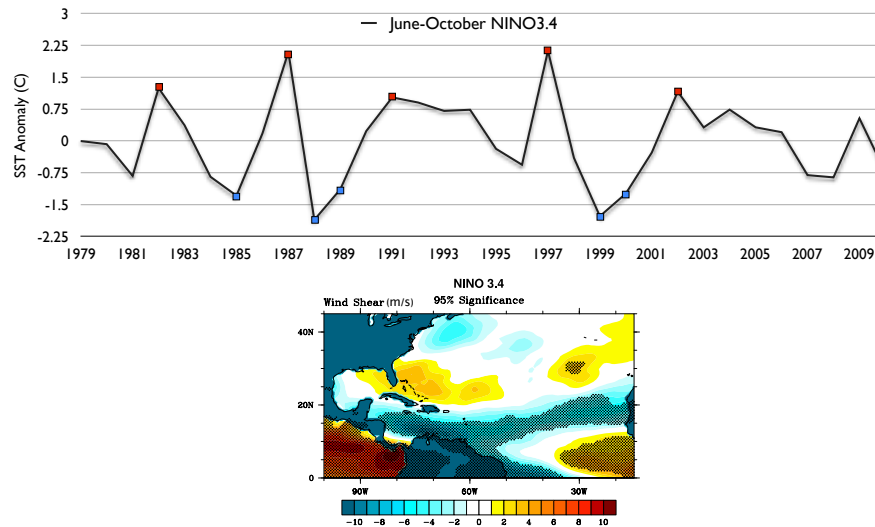 June-October NINO3.4
3
2.25
1.5
0.75
0
-0.75
-1.5
-2.25
SST Anomaly (C)
1979 1981 1983 1985 1987 1989 1991 1993 1995 1997 1999 2001 2003 2005 2007 2009
NINO 3.4
Wind Shear (m/s) 95% Significance
40N
20N
0
90W 60W 30W
-10 -8 -6 -4 -2 0 2 4 6 8 10